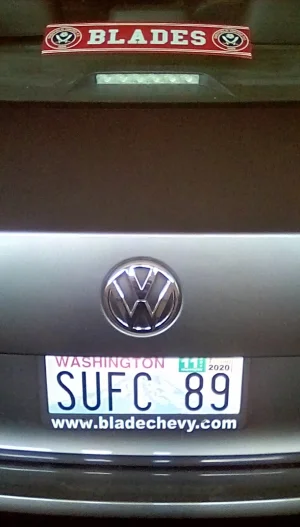 BLADES
WASHINGTON 11 2020
SUFC 89
www.bladechevy.com